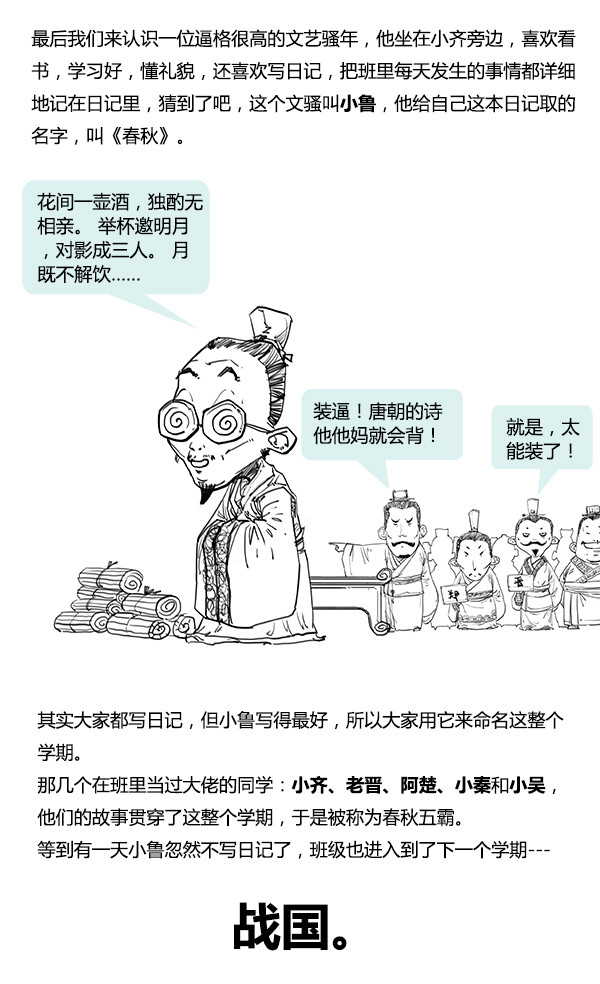 最后我们来认识一位逼格很高的文艺骚年，他坐在小齐旁边，喜欢看
书，学习好，懂礼貌，还喜欢写日记，把班里每天发生的事情都详细
地记在日记里，猜到了吧，这个文骚叫小鲁，他给自己这本日记取的
名字，叫《春秋》。
花间一壶酒，独酌无
相亲。 举杯邀明月
，对影成三人。 月
既不解饮......
装逼！唐朝的诗
他他妈就会背！
就是，太
能装了！
其实大家都写日记，但小鲁写得最好，所以大家用它来命名这整个
学期。
那几个在班里当过大佬的同学：小齐、老晋、阿楚、小秦和小吴，
他们的故事贯穿了这整个学期，于是被称为春秋五霸。
等到有一天小鲁忽然不写日记了，班级也进入到了下一个学期---
战国。